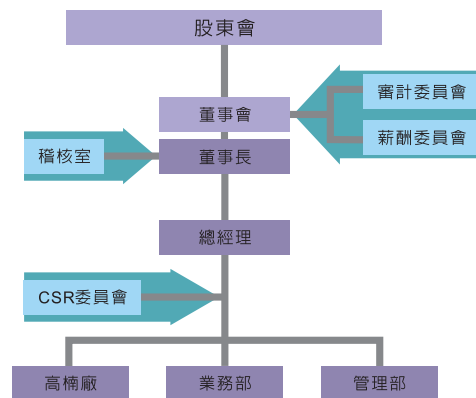 股東會
董事會
審計委員會
薪酬委員會
稽核室
董事長
總經理
CSR委員會
高楠廠
業務部
管理部